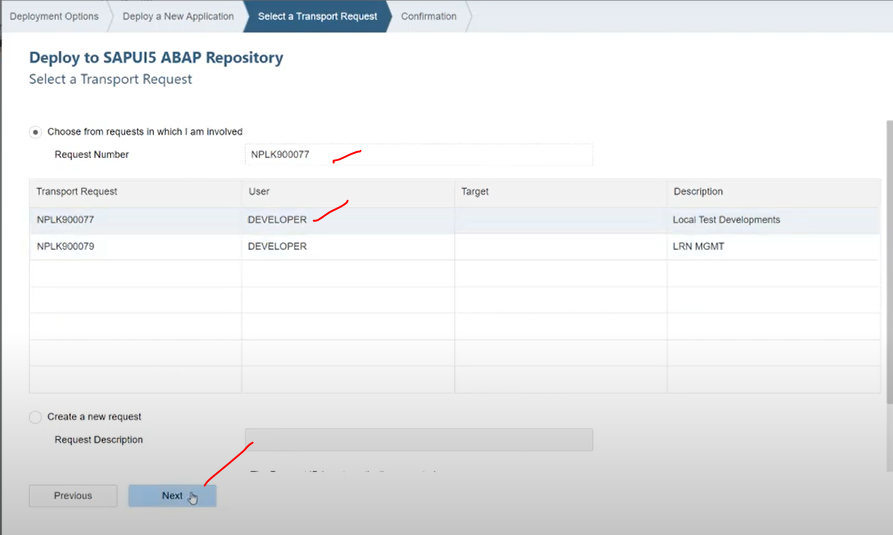 Deployment Options Deploy a New Application Select a Transport Request Confirmation
Deploy to SAPUI5 ABAP Repository
Select a Transport Request
Choose from requests in which I am involved
Request Number NPLK900077
Transport Request User Target Description
NPLK900077 DEVELOPER Local Test Developments
NPLK900079 DEVELOPER LRN MGMT
Create a new request
Request Description
Previous Next